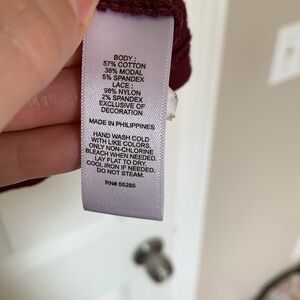 BODY :
57% COTTON
38% MODAL
5% SPANDEX
LACE :
98% NYLON
2% SPANDEX
EXCLUSIVE OF
DECORATION
MADE IN PHILIPPINES
HAND WASH COLD
WITH LIKE COLORS.
ONLY NON-CHLORINE
BLEACH WHEN NEEDED.
LAY FLAT TO DRY.
COOL IRON IF NEEDED.
DO NOT STEAM.
RN# 55285